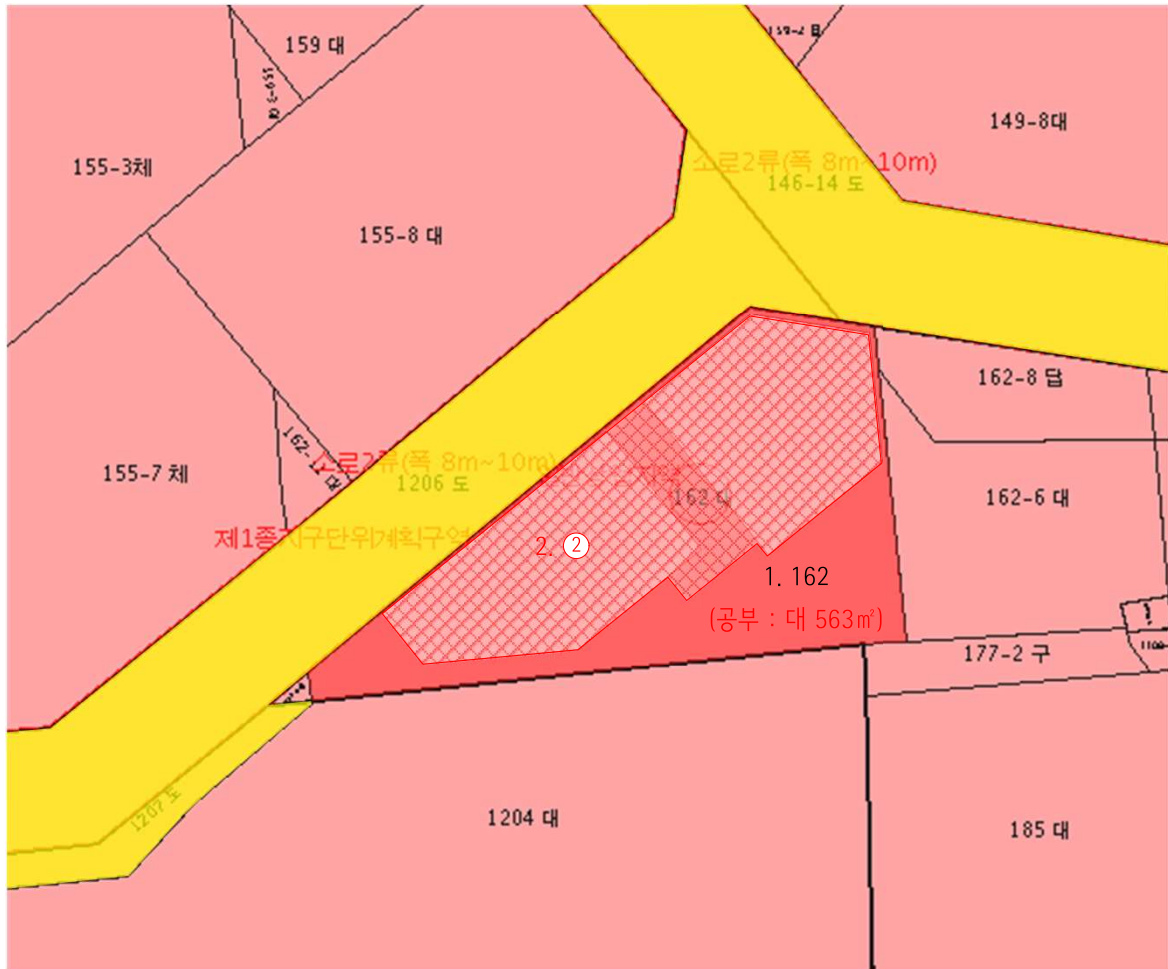 159 대
149-8대
155-3체
소로2류(폭 8m~10m)
146-14 도
155-8 대
162-8 답
소로2류(폭 8m~10m)
155-7 체
1206 도
162 대
162-6 대
제1종지구단위계획구역
2. ②
1. 162
(공부 : 대 563㎡)
177-2 구
1207 도
1204 대
185 대